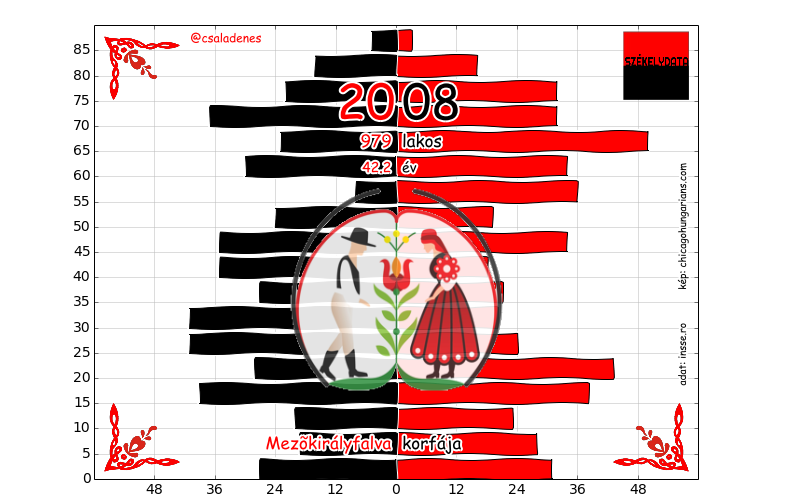 @csaladenes
SZÉKELYDATA
2008
979 lakos
42.2 év
kép: chicagohungarians.com
adat: insse.ro
Mezőkirályfalva korfája
85
80
75
70
65
60
55
50
45
40
35
30
25
20
15
10
5
0
48 36 24 12 0 12 24 36 48